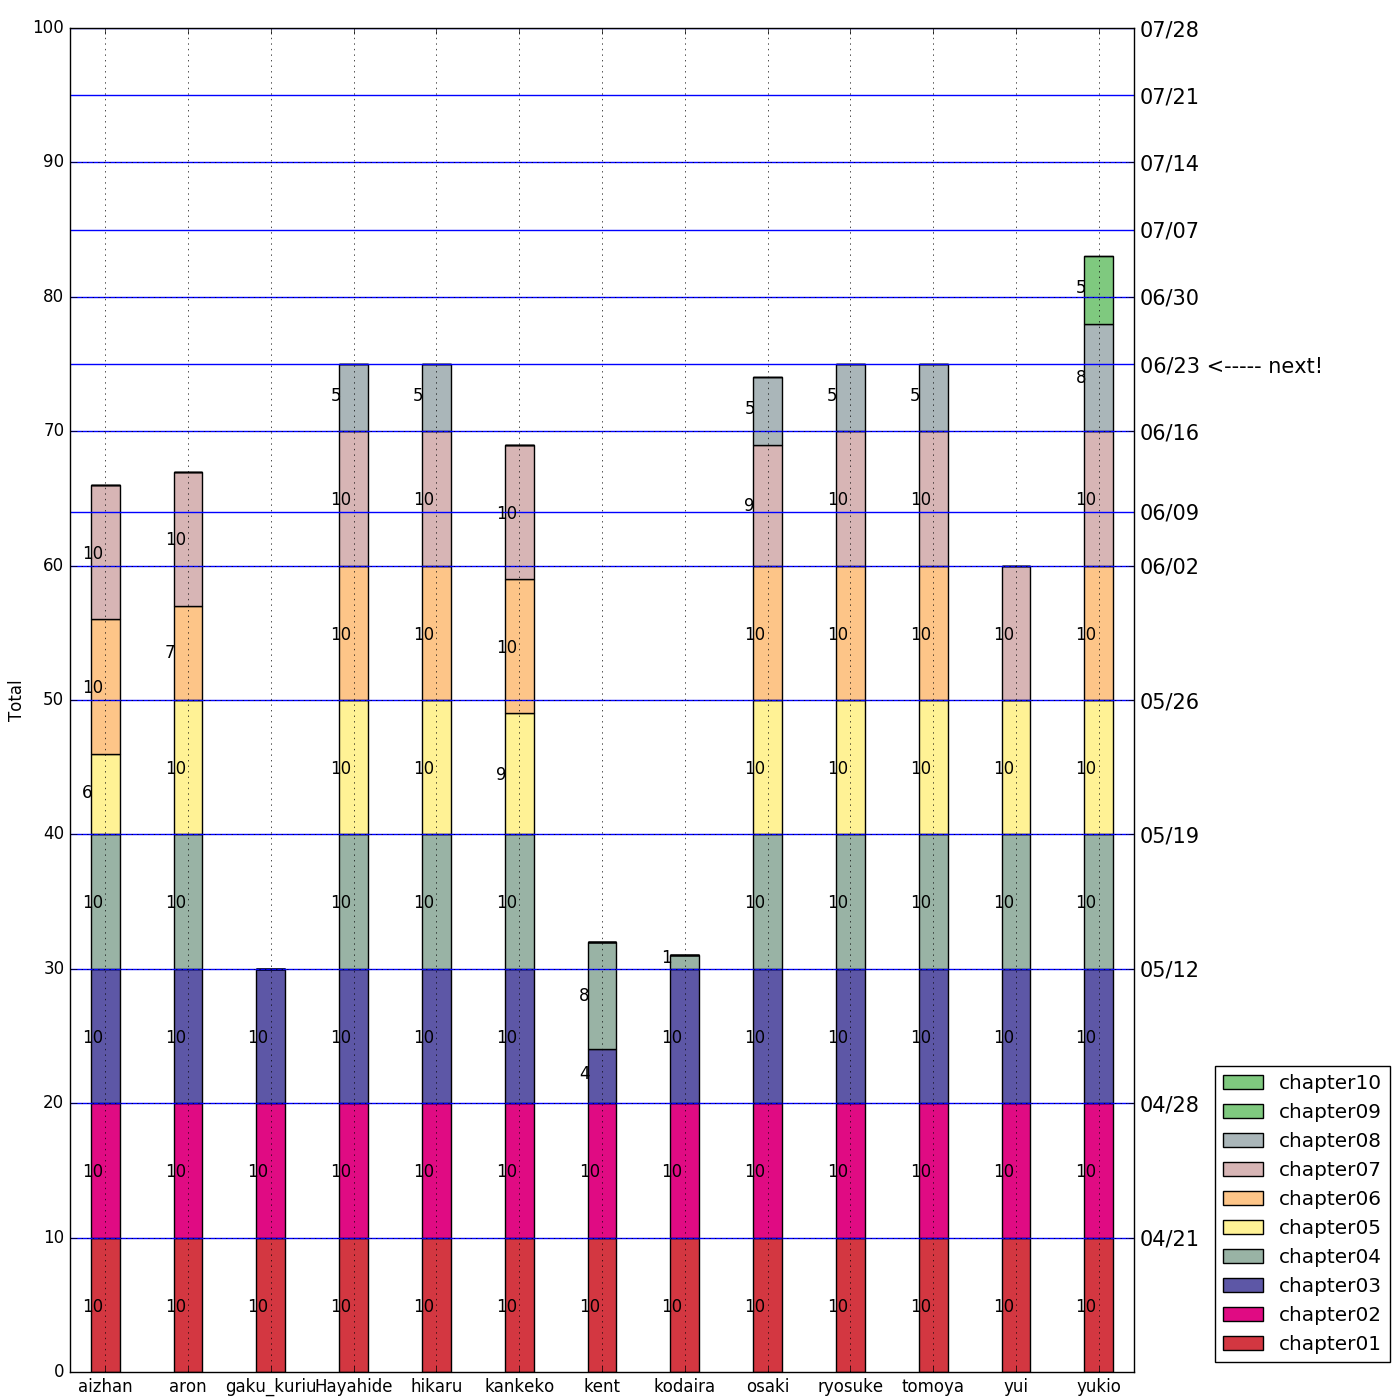 100
90
80
70
60
50
40
30
20
10
0
Total
07/28
07/21
07/14
07/07
06/30
06/23 <----- next!
06/16
06/09
06/02
05/26
05/19
05/12
04/28
04/21
5
8
5 5 5 5 5
10 10 10 9 10 10 10
10 10 10
10 10 10 10 10 10 10
10 7 10
6 10 10 10 9 10 10 10 10 10
10 10 10 10 10 8 1 10 10 10 10 10
10 10 10 10 10 10 4 10 10 10 10 10 10
10 10 10 10 10 10 10 10 10 10 10 10 10
10 10 10 10 10 10 10 10 10 10 10 10 10
aizhan aron gaku_kuriu Hayahide hikaru kankeko kent kodaira osaki ryosuke tomoya yui yukio
chapter10
chapter09
chapter08
chapter07
chapter06
chapter05
chapter04
chapter03
chapter02
chapter01